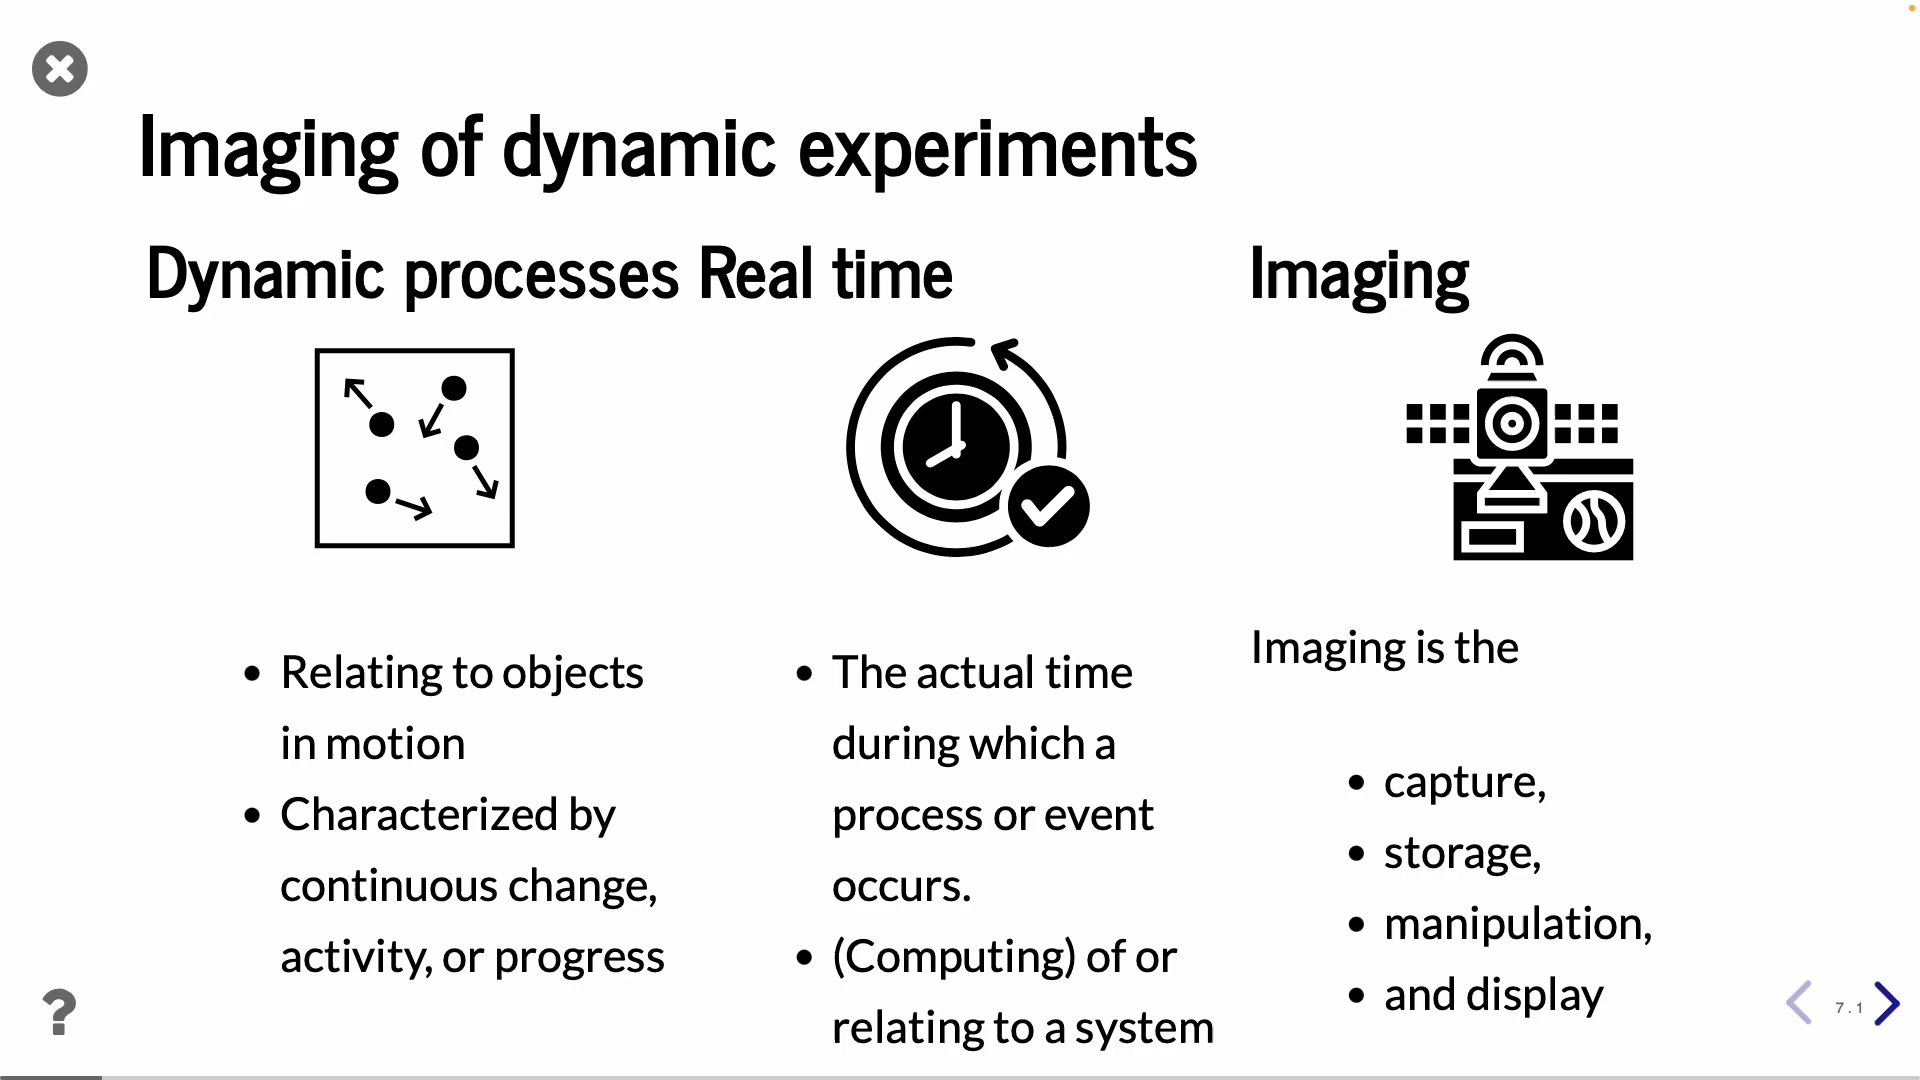 Imaging of dynamic experiments
Dynamic processes
Relating to objects
in motion
Characterized by
continuous change,
activity, or progress
Real time
The actual time
during which a
process or event
occurs.
(Computing) of or
relating to a system
Imaging
Imaging is the
capture,
storage,
manipulation,
and display
?
7.1